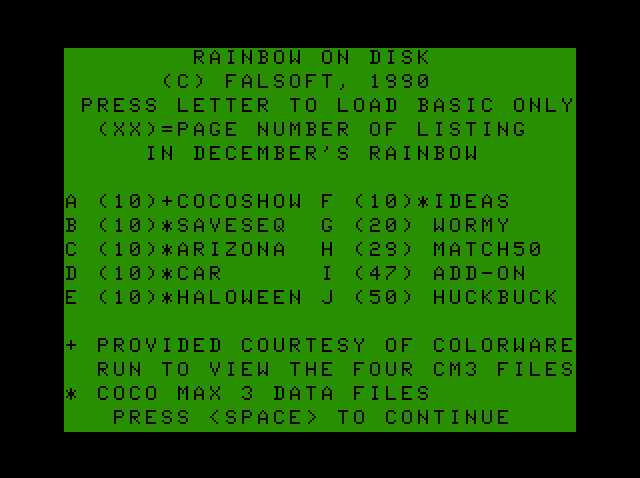 RAINBOW ON DISK
(C) FALSOFT, 1990
PRESS LETTER TO LOAD BASIC ONLY
(XX)=PAGE NUMBER OF LISTING
IN DECEMBER'S RAINBOW
A (10)+COCOSHOW F (10)*IDEAS
B (10)*SAVESEQ G (20) WORMY
C (10)*ARIZONA H (29) MATCH50
D (10)*CAR I (47) ADD-ON
E (10)*HALOWEEN J (50) HUCKBUCK
+ PROVIDED COURTESY OF COLORWARE
RUN TO VIEW THE FOUR CM3 FILES
* COCO MAX 3 DATA FILES
PRESS <SPACE> TO CONTINUE